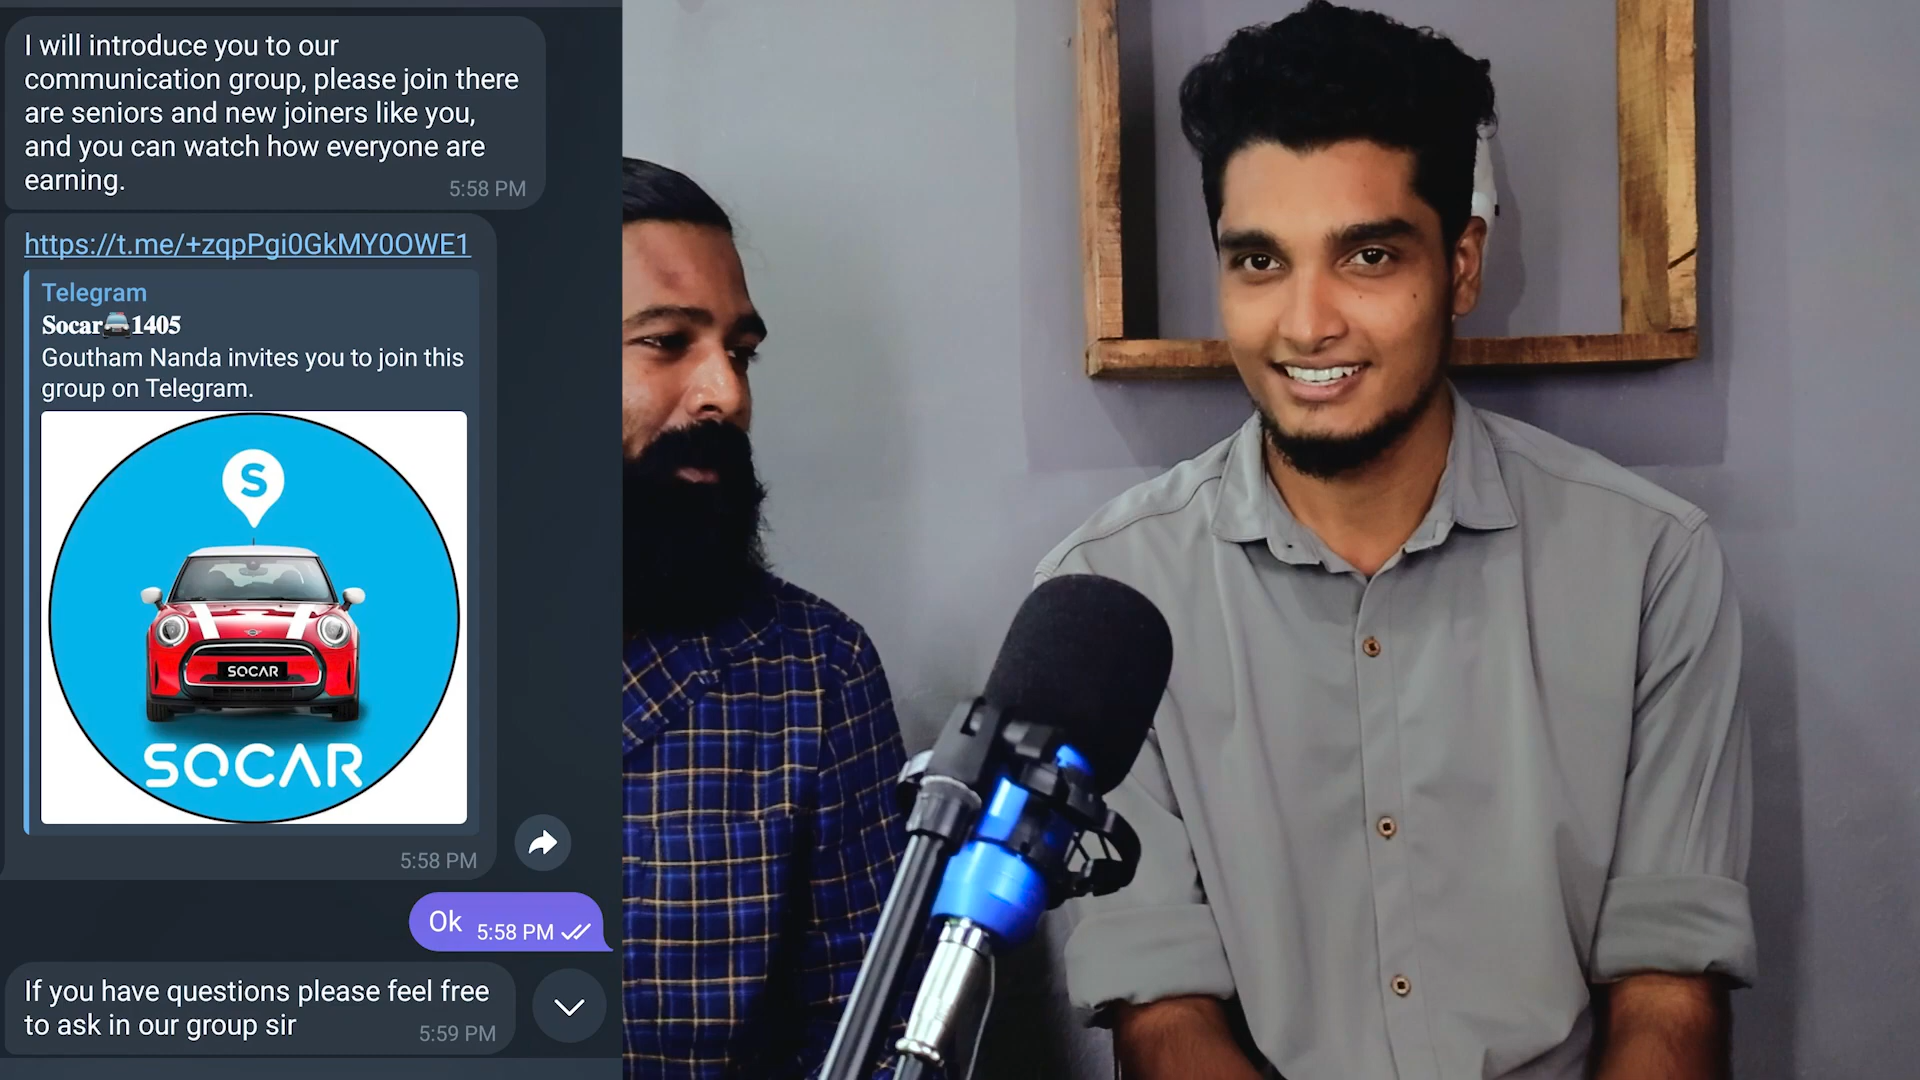 I will introduce you to our
communication group, please join there
are seniors and new joiners like you,
and you can watch how everyone are
earning.
5:58 PM
https://t.me/+zqpPgi0GkMY0OWE1
Telegram
Socar🚔1405
Goutham Nanda invites you to join this
group on Telegram.
S
SOCAR
SOCAR
5:58 PM
Ok 5:58 PM
If you have questions please feel free
to ask in our group sir
5:59 PM